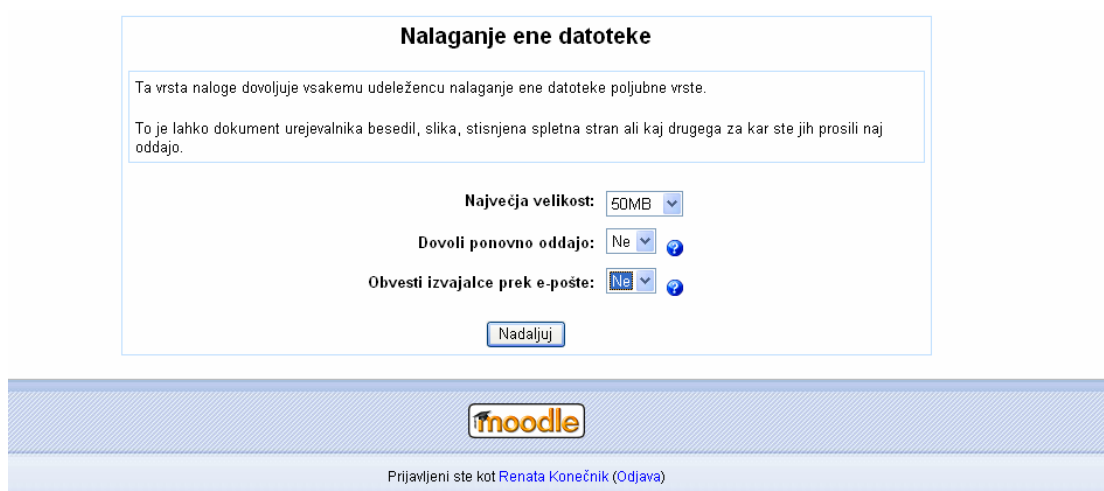 Nalaganje ene datoteke
Ta vrsta naloge dovoljuje vsakemu udeležencu nalaganje ene datoteke poljubne vrste.
To je lahko dokument urejevalnika besedil, slika, stisnjena spletna stran ali kaj drugega za kar ste jih prosili naj
oddajo.
Največja velikost: 50MB
Dovoli ponovno oddajo: Ne ?
Obvesti izvajalce prek e-pošte: Ne ?
Nadaljuj
moodle
Prijavljeni ste kot Renata Konečnik (Odjava)